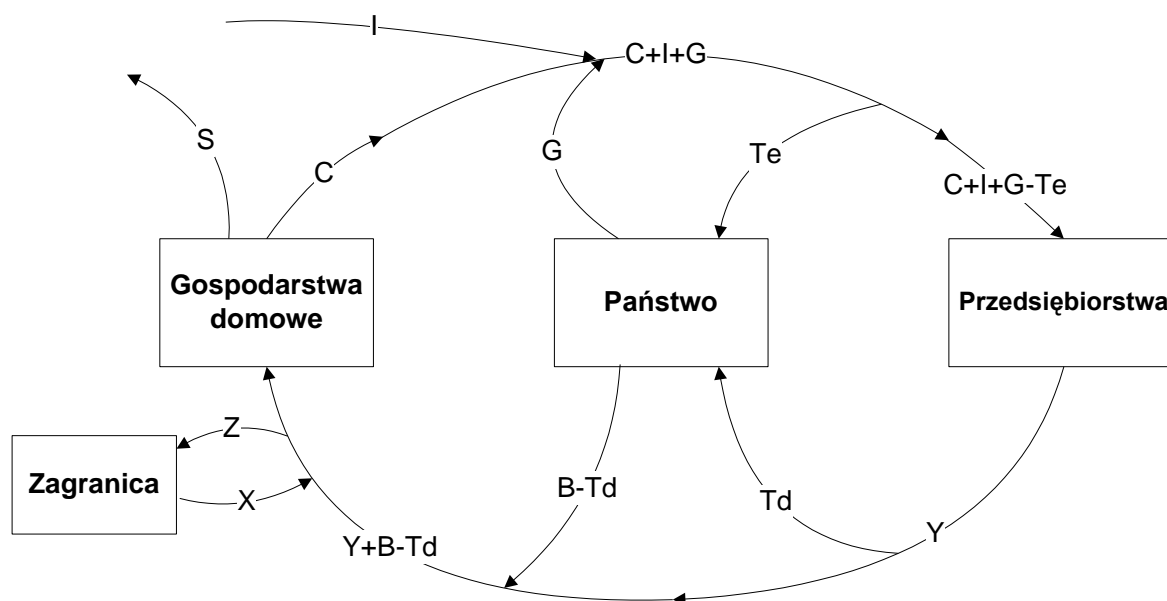 I
C+I+G
S
C
G
Te
C+I+G-Te
Gospodarstwa
domowe
Państwo
Przedsiębiorstwa
Z
Zagranica
X
B-Td
Td
Y
Y+B-Td